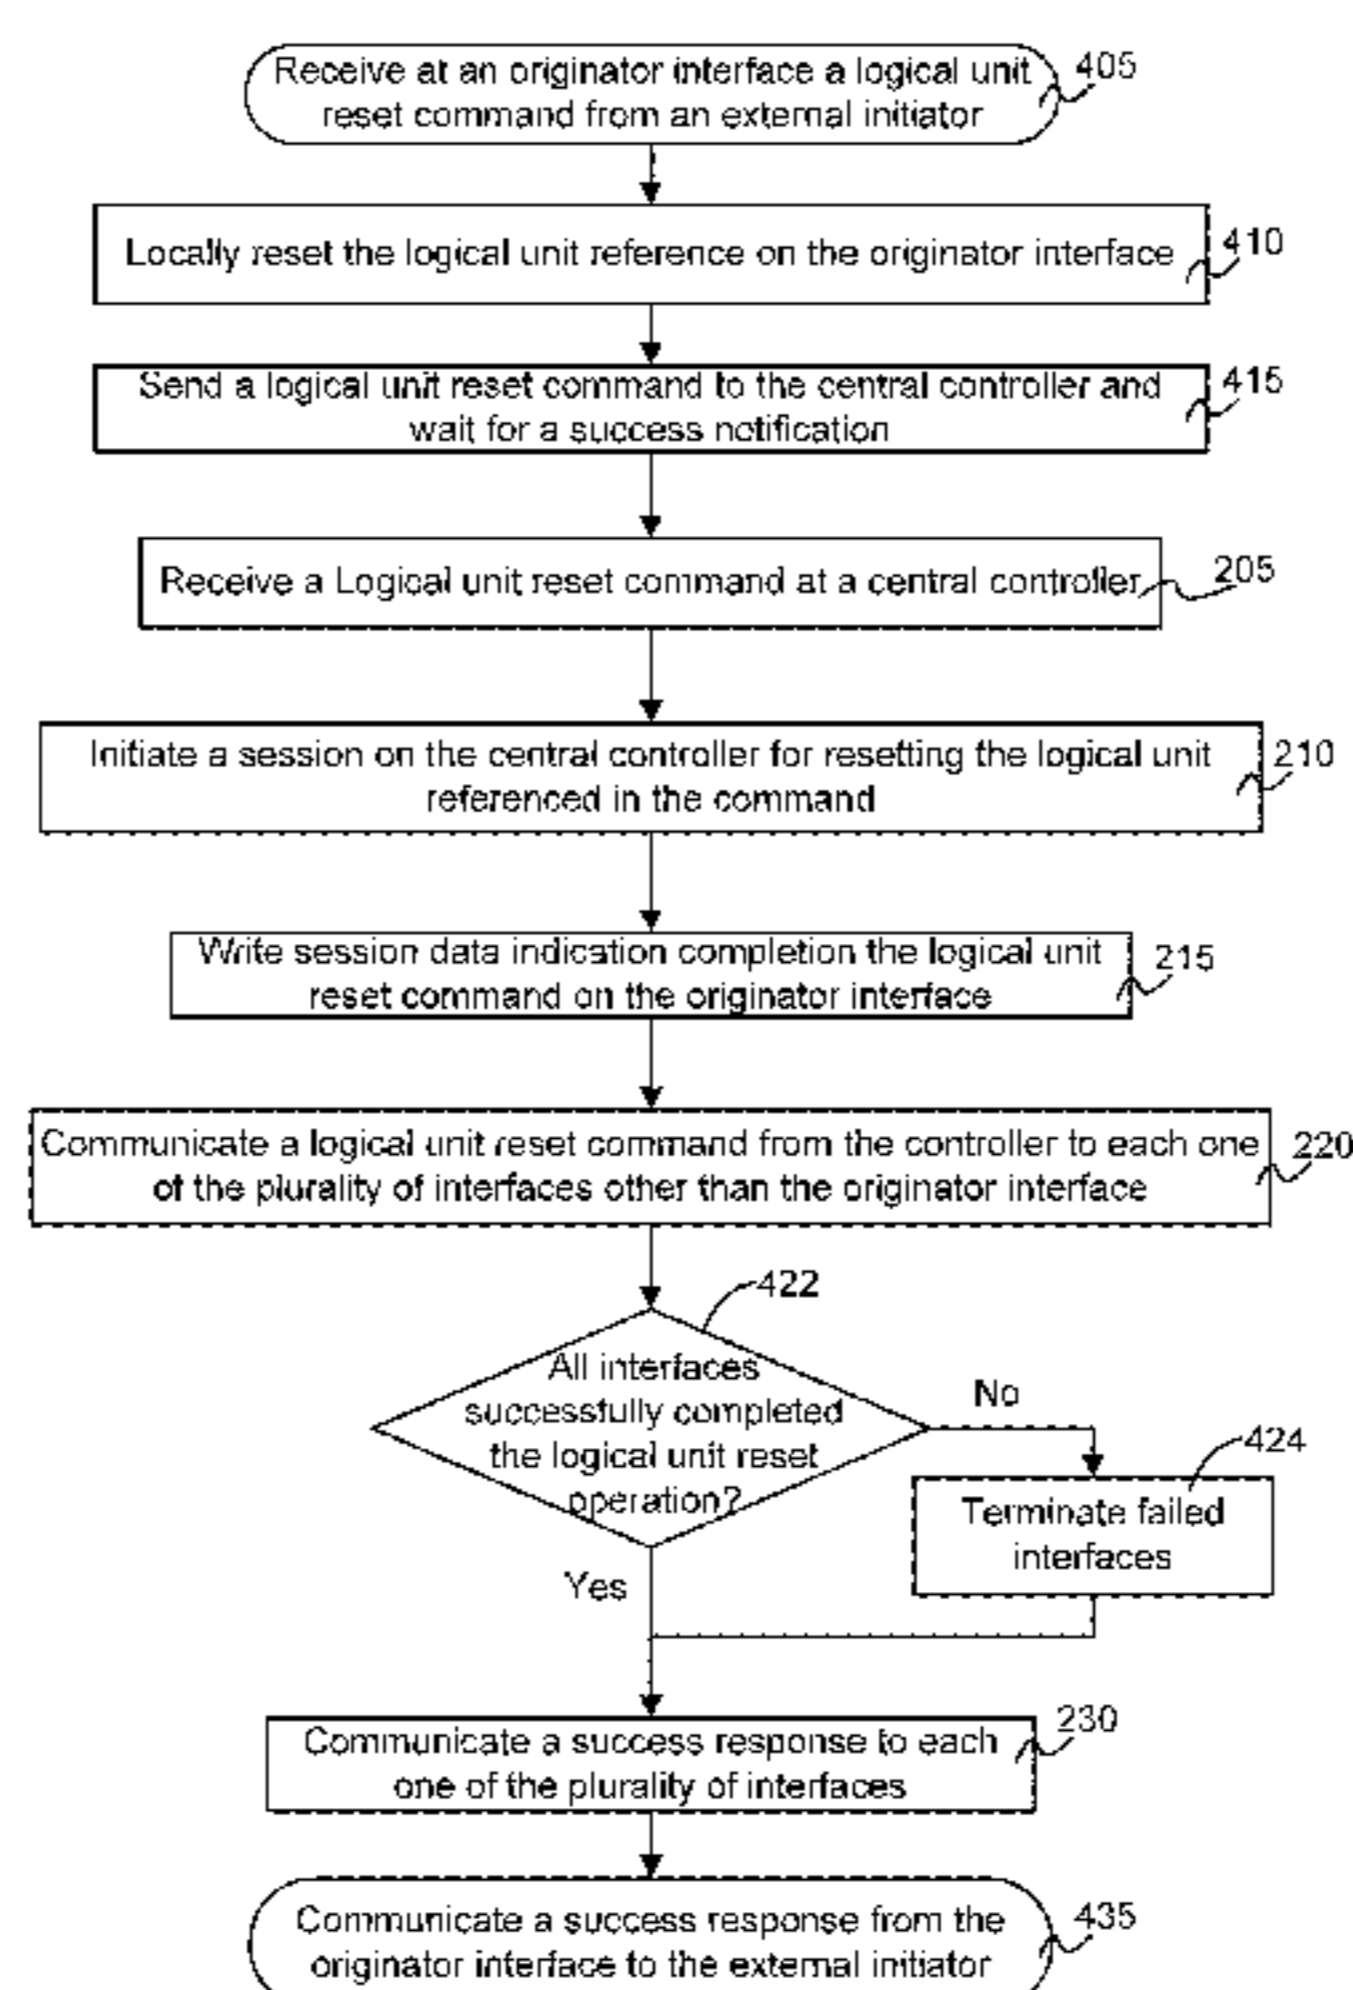 Receive at an originator interface a logical unit
reset command from an external initiator
405
Locally reset the logical unit reference on the originator interface
410
Send a logical unit reset command to the central controller and
wait for a success notification
415
Receive a Logical unit reset command at a central controller
205
Initiate a session on the central controller for resetting the logical unit
referenced in the command
210
Write session data indication completion the logical unit
reset command on the originator interface
215
Communicate a logical unit reset command from the controller to each one
of the plurality of interfaces other than the originator interface
220
422
All interfaces
successfully completed
the logical unit reset
operation?
No
424
Terminate failed
interfaces
Yes
Communicate a success response to each
one of the plurality of interfaces
230
Communicate a success response from the
originator interface to the external initiator
435